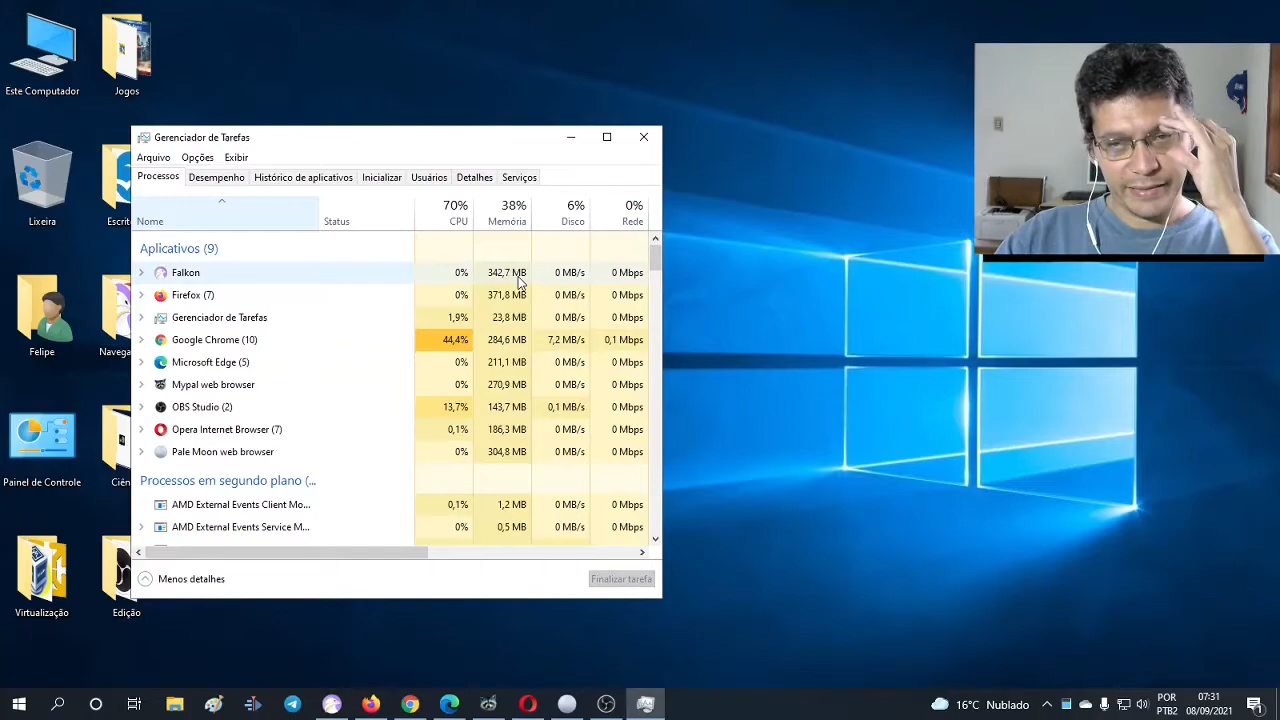 Este Computador
Jogos
Lixeira
Escrit
Felipe
Navega
Painel de Controle
Ciên
Virtualização
Edição
Gerenciador de Tarefas
Arquivo Opções Exibir
Processos Desempenho Histórico de aplicativos Inicializar Usuários Detalhes Serviços
70% 38% 6% 0%
Nome Status CPU Memória Disco Rede
Aplicativos (9)
Falkon 0% 342,7 MB 0 MB/s 0 Mbps
Firefox (7) 0% 371,8 MB 0 MB/s 0 Mbps
Gerenciador de Tarefas 1,9% 23,8 MB 0 MB/s 0 Mbps
Google Chrome (10) 44,4% 284,6 MB 7,2 MB/s 0,1 Mbps
Microsoft Edge (5) 0% 211,1 MB 0 MB/s 0 Mbps
Mypal web browser 0% 270,9 MB 0 MB/s 0 Mbps
OBS Studio (2) 13,7% 143,7 MB 0,1 MB/s 0 Mbps
Opera Internet Browser (7) 0,1% 186,3 MB 0 MB/s 0 Mbps
Pale Moon web browser 0% 304,8 MB 0 MB/s 0 Mbps
Processos em segundo plano (...
AMD External Events Client Mo... 0,1% 1,2 MB 0 MB/s 0 Mbps
AMD External Events Service M... 0% 0,5 MB 0 MB/s 0 Mbps
Menos detalhes
Finalizar tarefa
16°C Nublado
POR
PTB2
07:31
08/09/2021
1